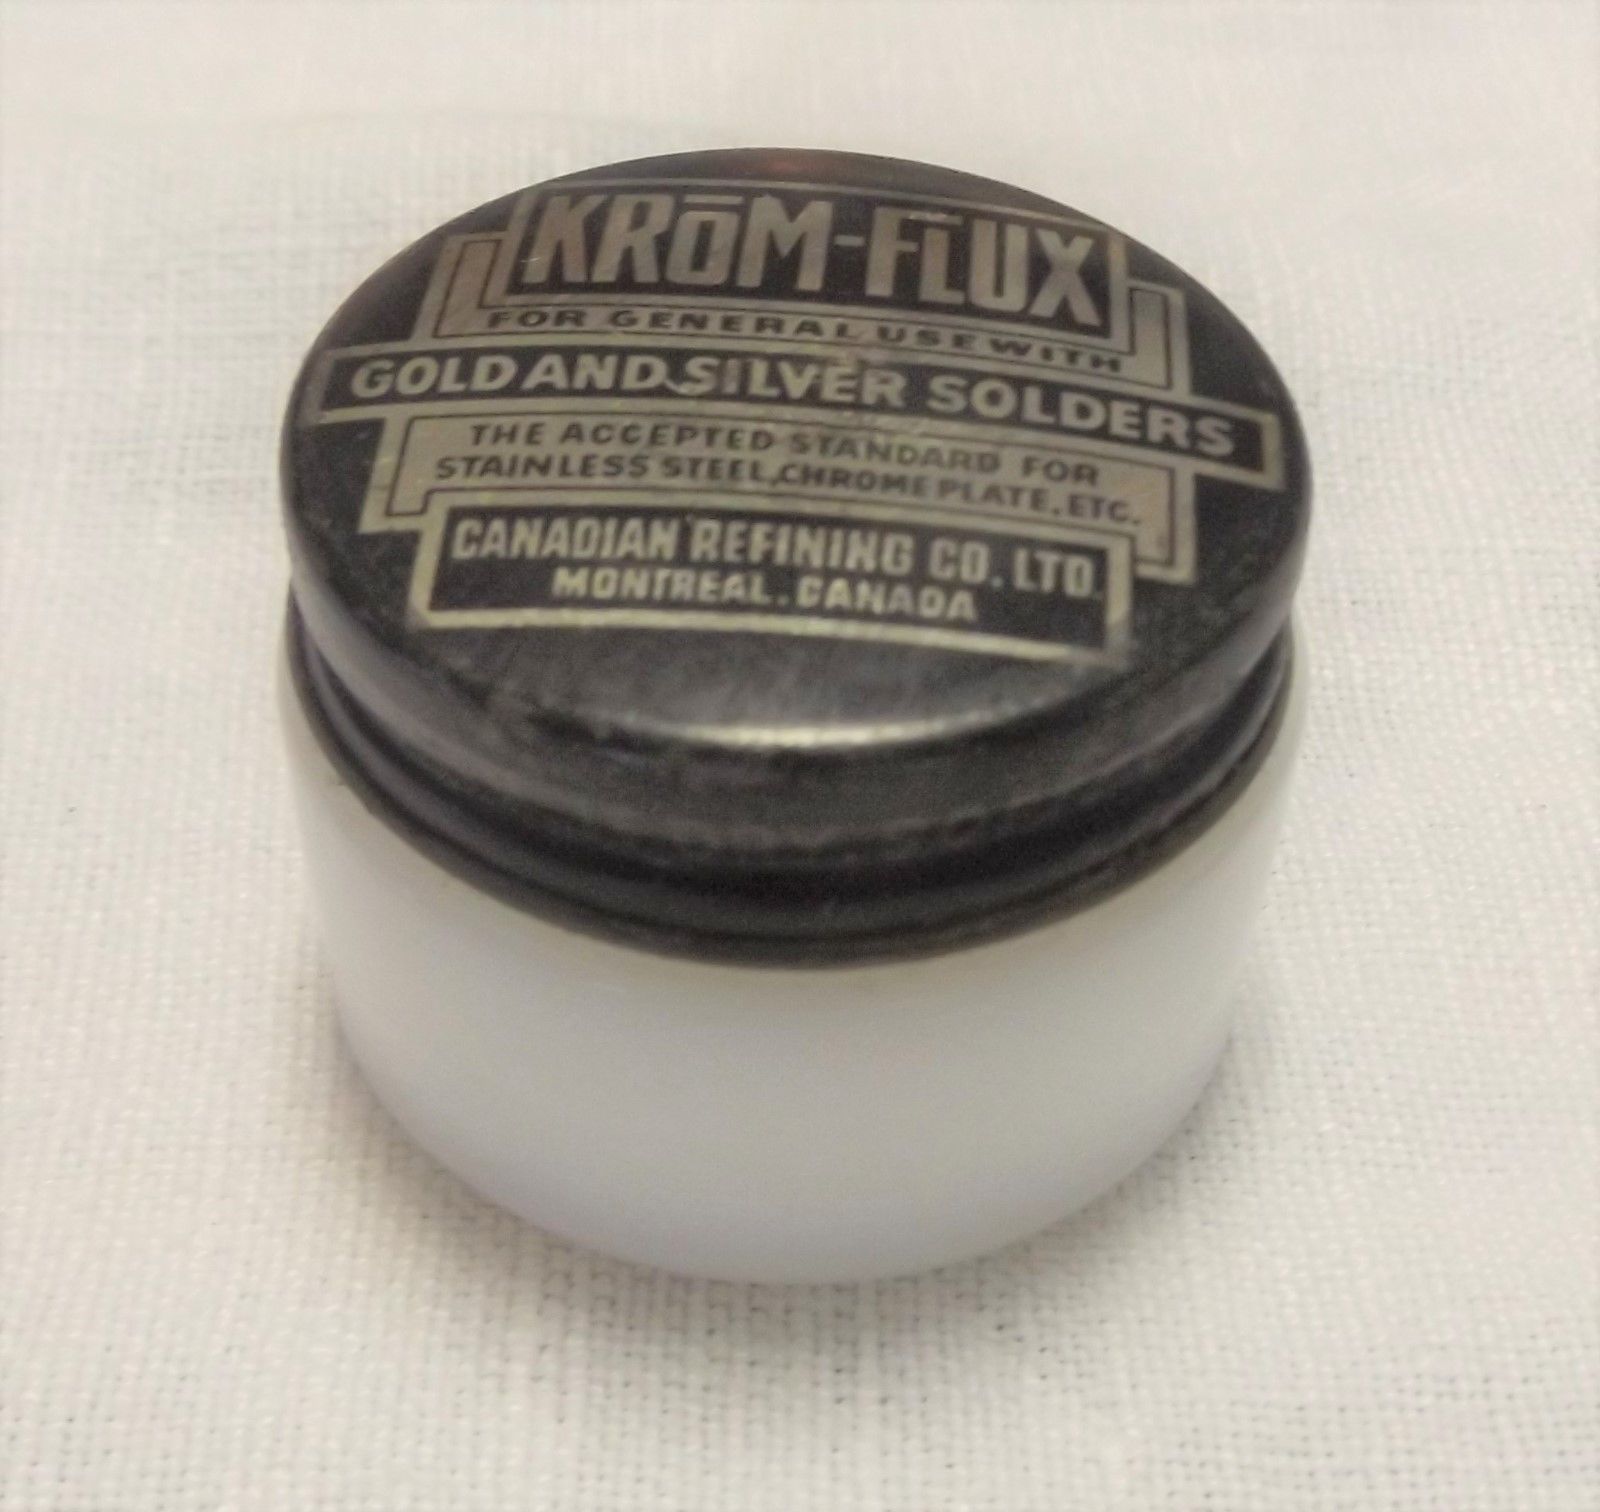 KRōM-FLUX
FOR GENERAL USE WITH
GOLD AND SILVER SOLDERS
THE ACCEPTED STANDARD FOR
STAINLESS STEEL, CHROME PLATE, ETC.
CANADIAN REFINING CO. LTD.
MONTREAL, CANADA